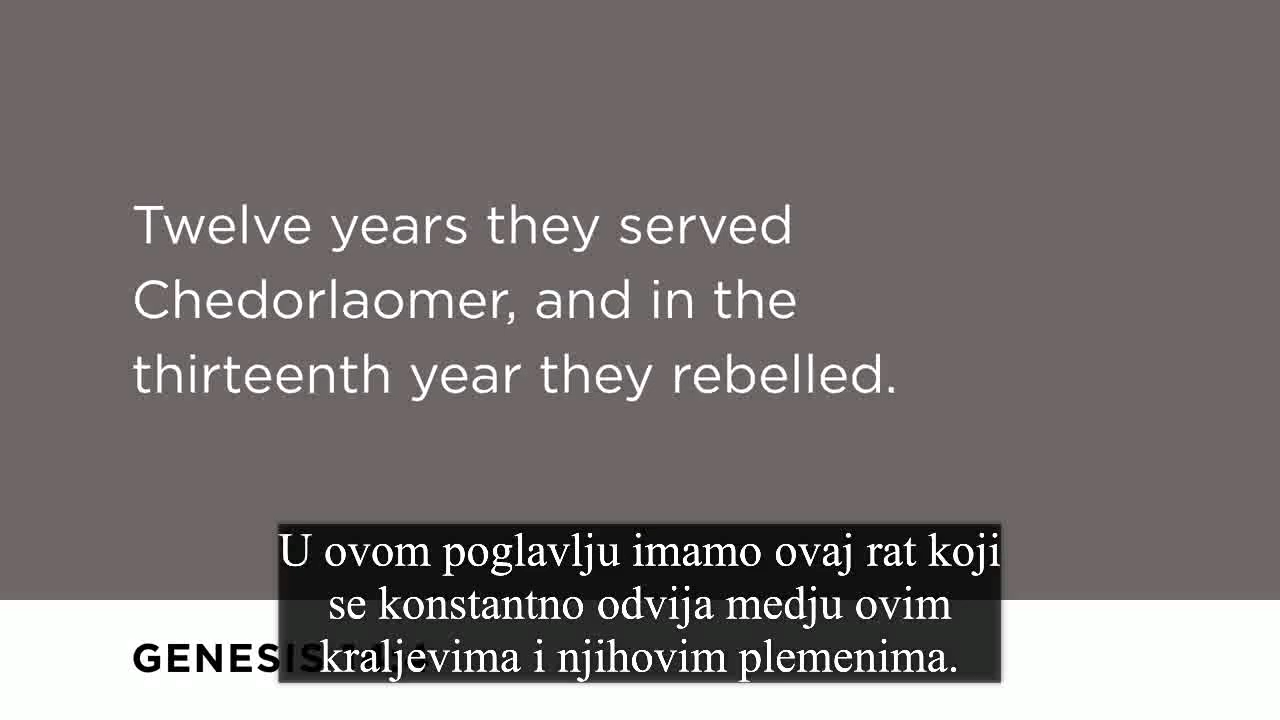 Twelve years they served
Chedorlaomer, and in the
thirteenth year they rebelled.
U ovom poglavlju imamo ovaj rat koji
se konstantno odvija medju ovim
kraljevima i njihovim plemenima.
GENESIS